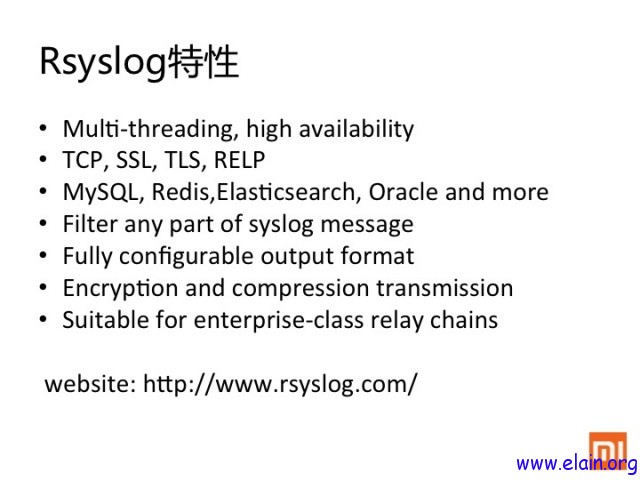 Rsyslog特性
• Multi-threading, high availability
• TCP, SSL, TLS, RELP
• MySQL, Redis,Elasticsearch, Oracle and more
• Filter any part of syslog message
• Fully configurable output format
• Encryption and compression transmission
• Suitable for enterprise-class relay chains
website: http://www.rsyslog.com/
mi
www.elain.org